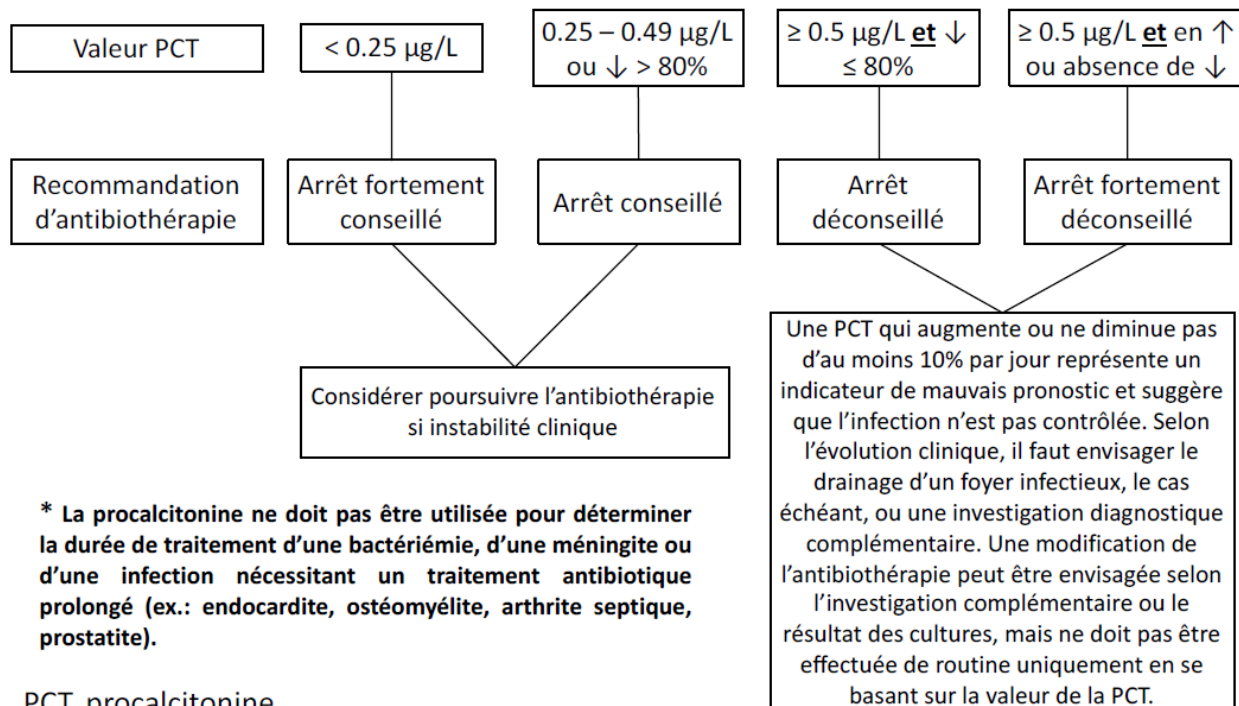 Valeur PCT
< 0.25 µg/L
0.25 – 0.49 µg/L
ou ↓ > 80%
≥ 0.5 µg/L et ↓
≤ 80%
≥ 0.5 µg/L et en ↑
ou absence de ↓
Recommandation
d’antibiothérapie
Arrêt fortement
conseillé
Arrêt conseillé
Arrêt
déconseillé
Arrêt fortement
déconseillé
Considérer poursuivre l’antibiothérapie
si instabilité clinique
Une PCT qui augmente ou ne diminue pas
d’au moins 10% par jour représente un
indicateur de mauvais pronostic et suggère
que l’infection n’est pas contrôlée. Selon
l’évolution clinique, il faut envisager le
drainage d’un foyer infectieux, le cas
échéant, ou une investigation diagnostique
complémentaire. Une modification de
l’antibiothérapie peut être envisagée selon
l’investigation complémentaire ou le
résultat des cultures, mais ne doit pas être
effectuée de routine uniquement en se
basant sur la valeur de la PCT.
* La procalcitonine ne doit pas être utilisée pour déterminer
la durée de traitement d’une bactériémie, d’une méningite ou
d’une infection nécessitant un traitement antibiotique
prolongé (ex.: endocardite, ostéomyélite, arthrite septique,
prostatite).
PCT, procalcitonine